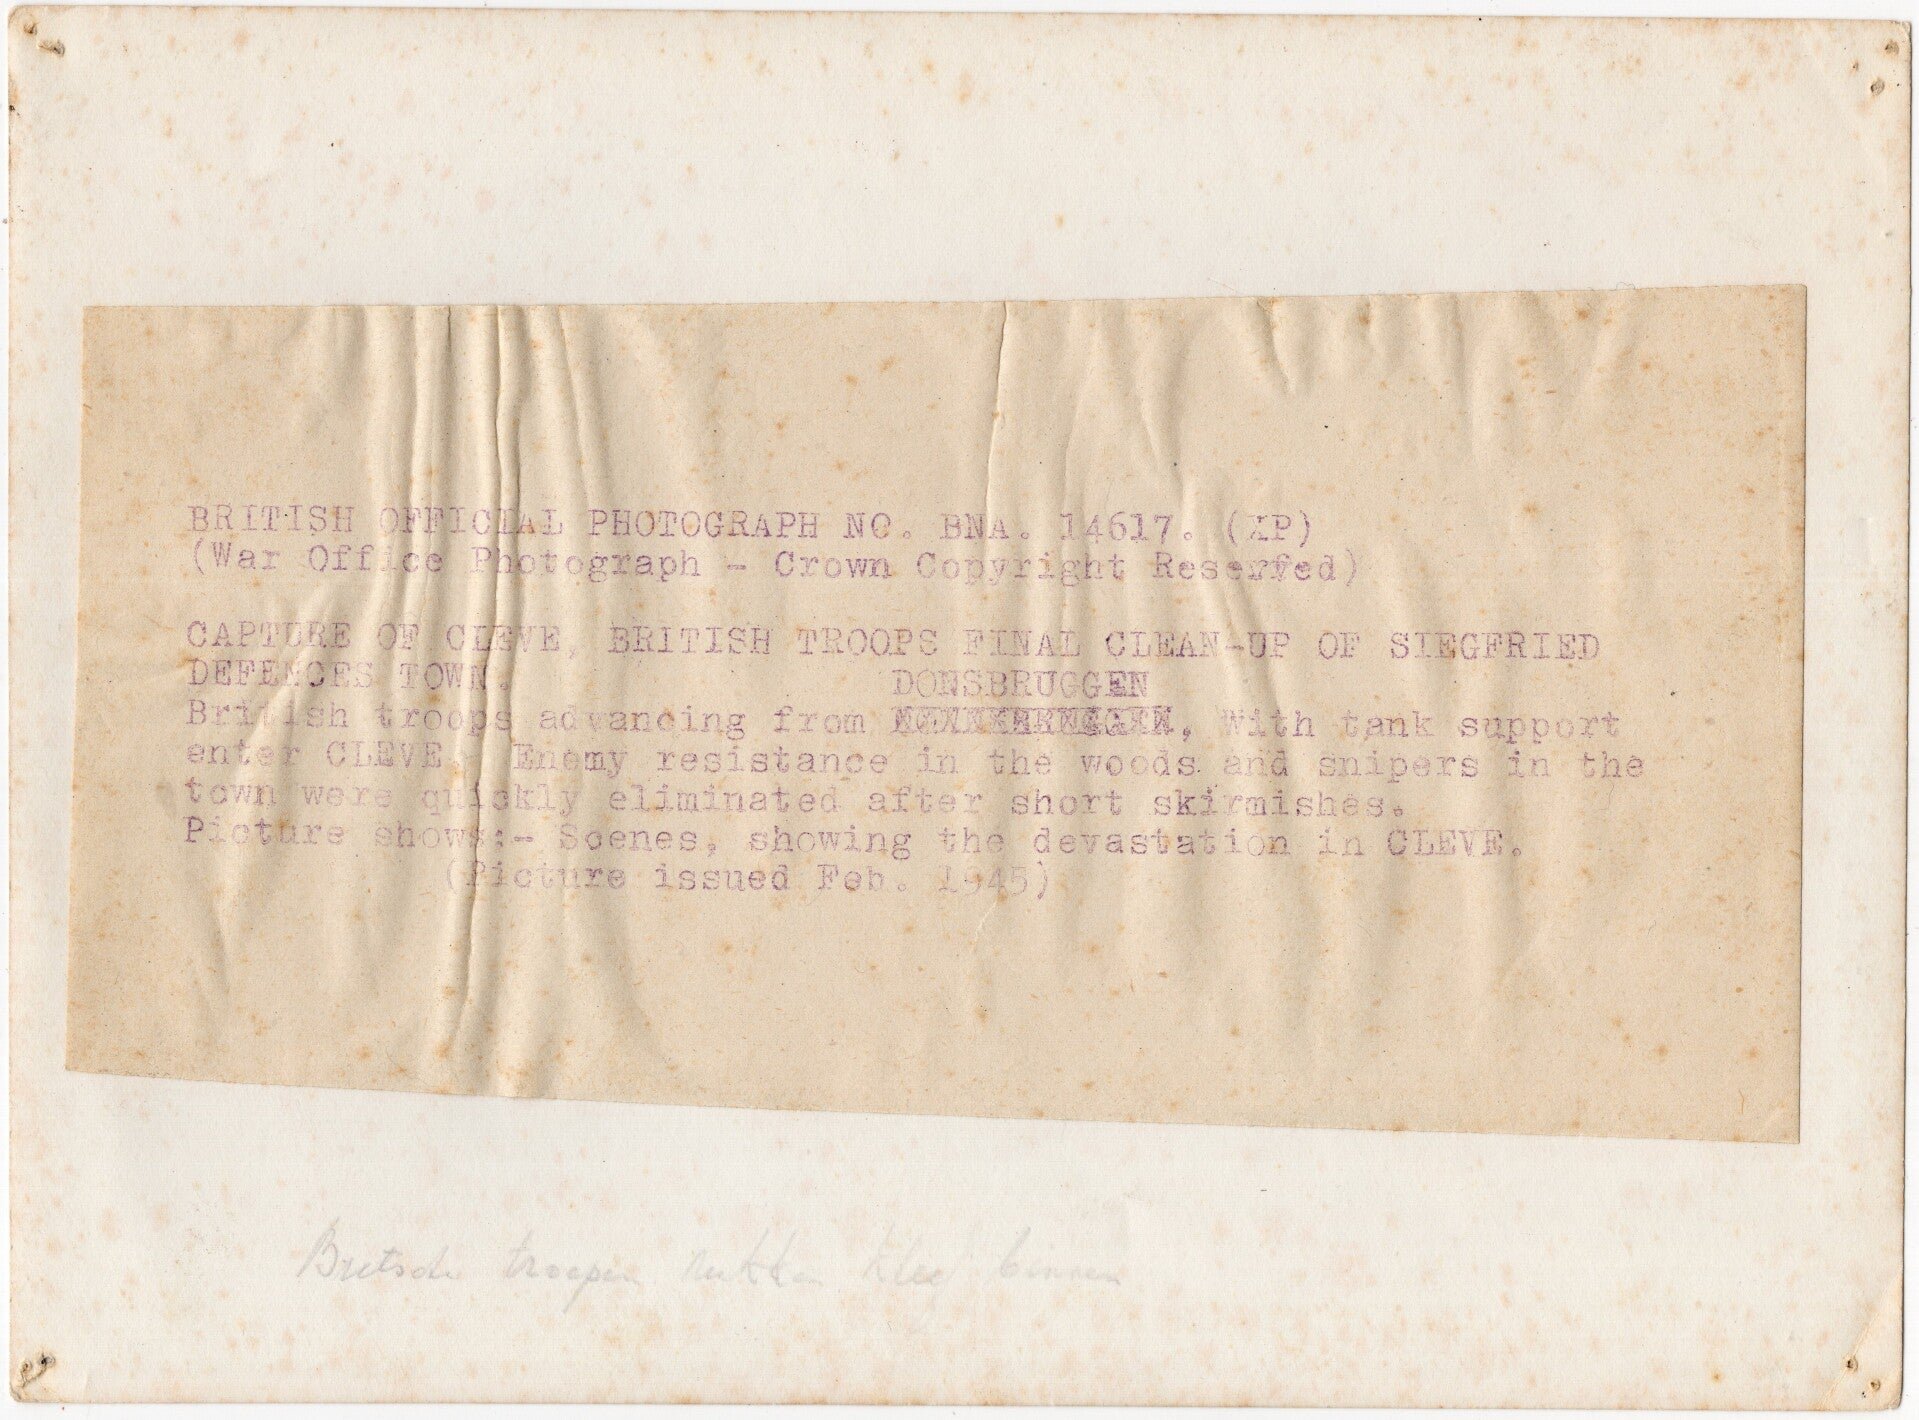 BRITISH OFFICIAL PHOTOGRAPH NO. BNA. 14617. (XP)
(War Office Photograph - Crown Copyright Reserved)
CAPTURE OF CLEVE, BRITISH TROOPS FINAL CLEAN-UP OF SIEGFRIED
DEFENCES TOWN.
DONSBRUGGEN
British troops advancing from , With tank support
enter CLEVE. Enemy resistance in the woods and snipers in the
town were quickly eliminated after short skirmishes.
Picture shows:- Scenes, showing the devastation in CLEVE.
(Picture issued Feb. 1945)
Britsche troepen rukken Kleef binnen